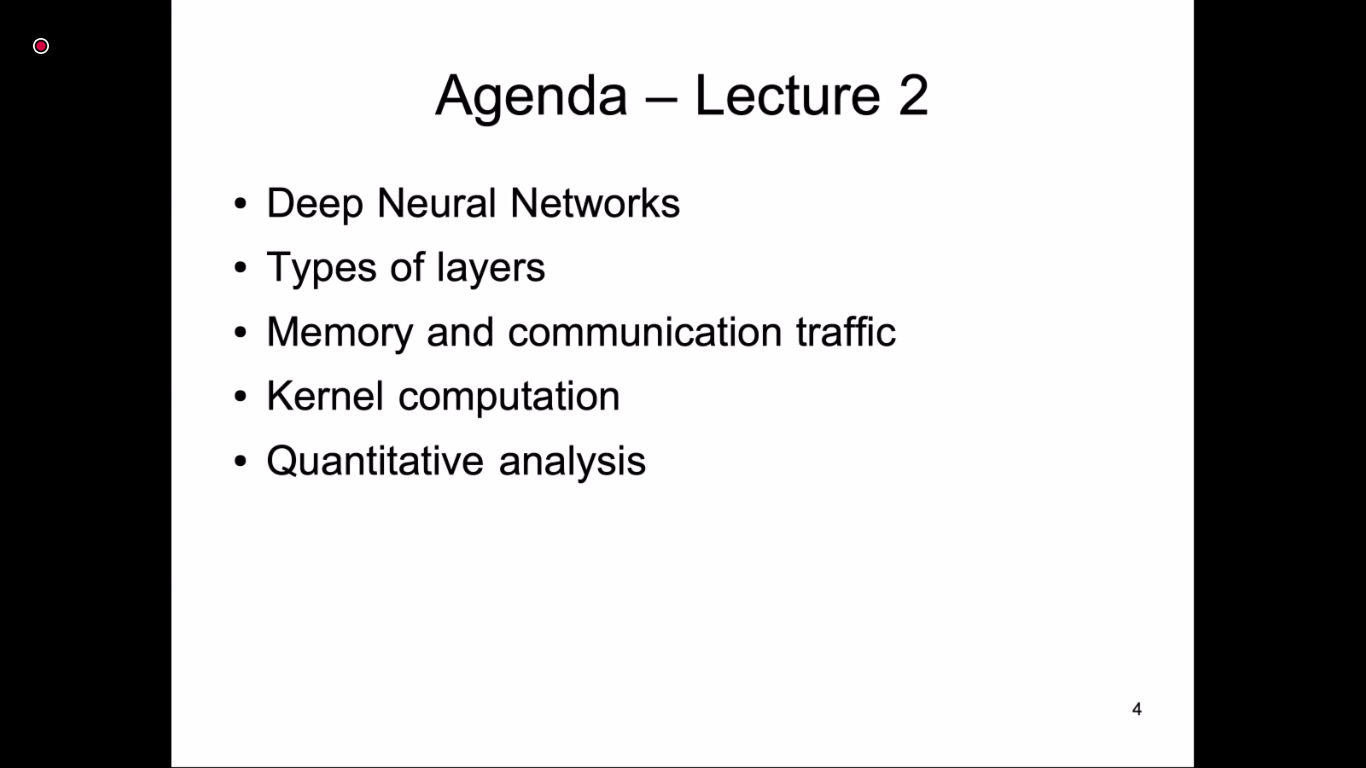 Agenda – Lecture 2
• Deep Neural Networks
• Types of layers
• Memory and communication traffic
• Kernel computation
• Quantitative analysis
4